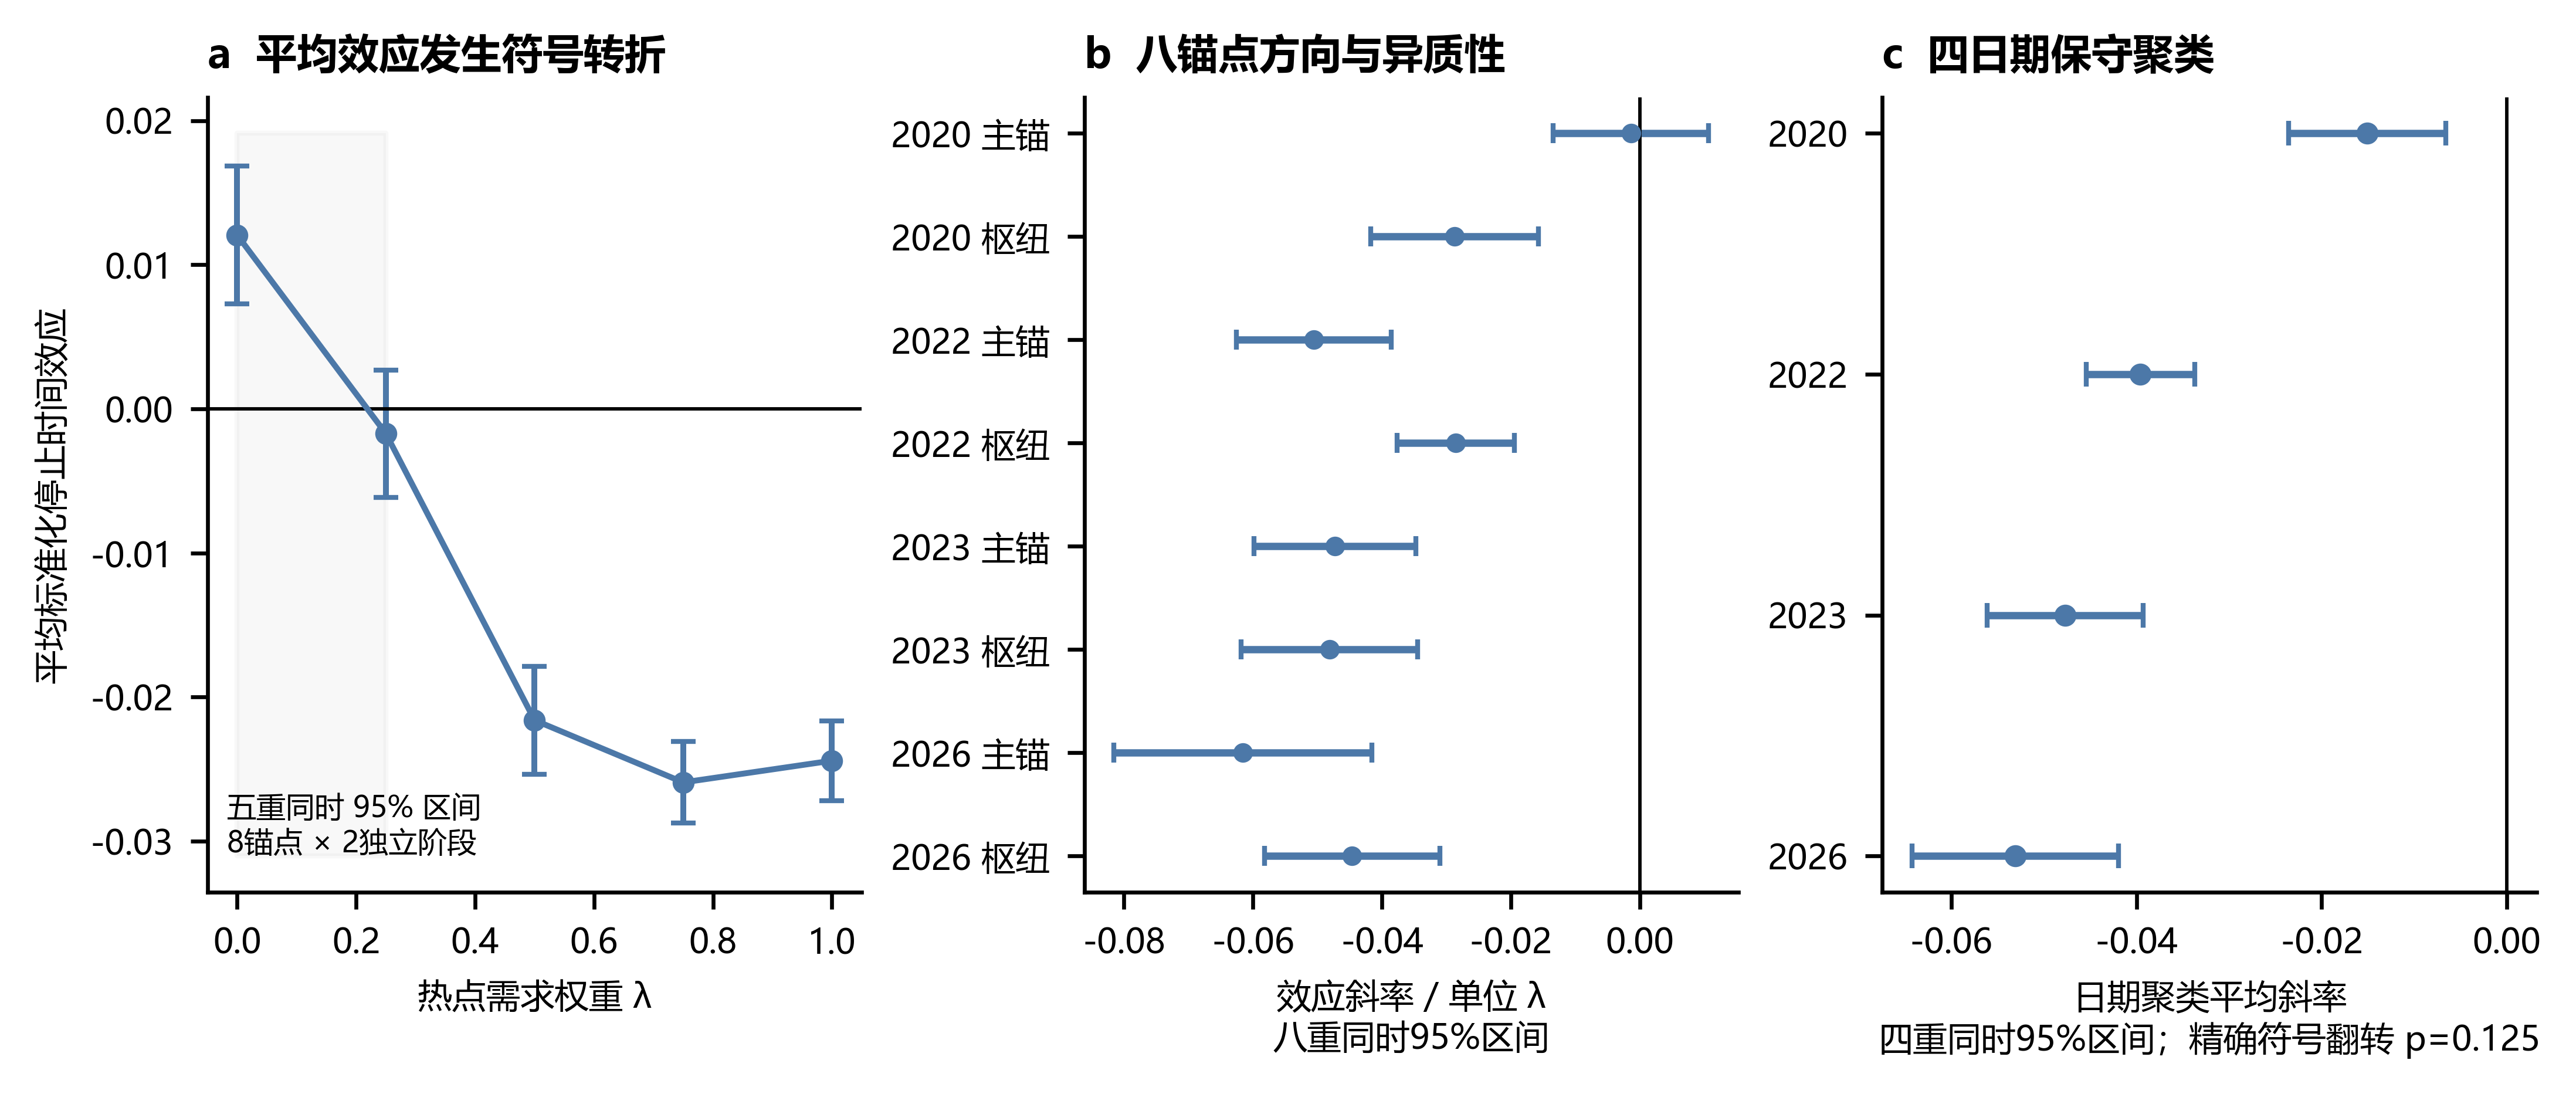 a 平均效应发生符号转折
0.02
0.01
0.00
-0.01
-0.02
-0.03
平均标准化停止时间效应
五重同时 95% 区间
8锚点 × 2独立阶段
0.0 0.2 0.4 0.6 0.8 1.0
热点需求权重 λ
b 八锚点方向与异质性
2020 主锚
2020 枢纽
2022 主锚
2022 枢纽
2023 主锚
2023 枢纽
2026 主锚
2026 枢纽
-0.08 -0.06 -0.04 -0.02 0.00
效应斜率 / 单位 λ
八重同时95%区间
c 四日期保守聚类
2020
2022
2023
2026
-0.06 -0.04 -0.02 0.00
日期聚类平均斜率
四重同时95%区间；精确符号翻转 p=0.125